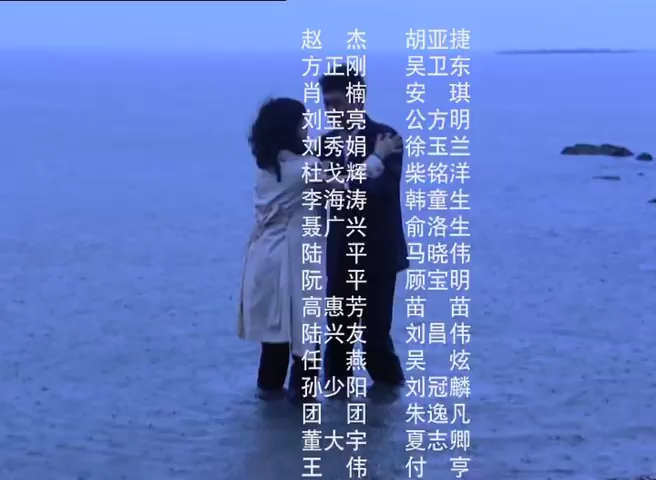 赵 杰 胡亚捷
方正刚 吴卫东
肖 楠 安 琪
刘宝亮 公方明
刘秀娟 徐玉兰
杜戈辉 柴铭洋
李海涛 韩童生
聂广兴 俞洛生
陆 平 马晓伟
阮 平 顾宝明
高惠芳 苗 苗
陆兴友 刘昌伟
任 燕 吴 炫
孙少阳 刘冠麟
团 团 朱逸凡
董大宇 夏志卿
王 伟 付 亨